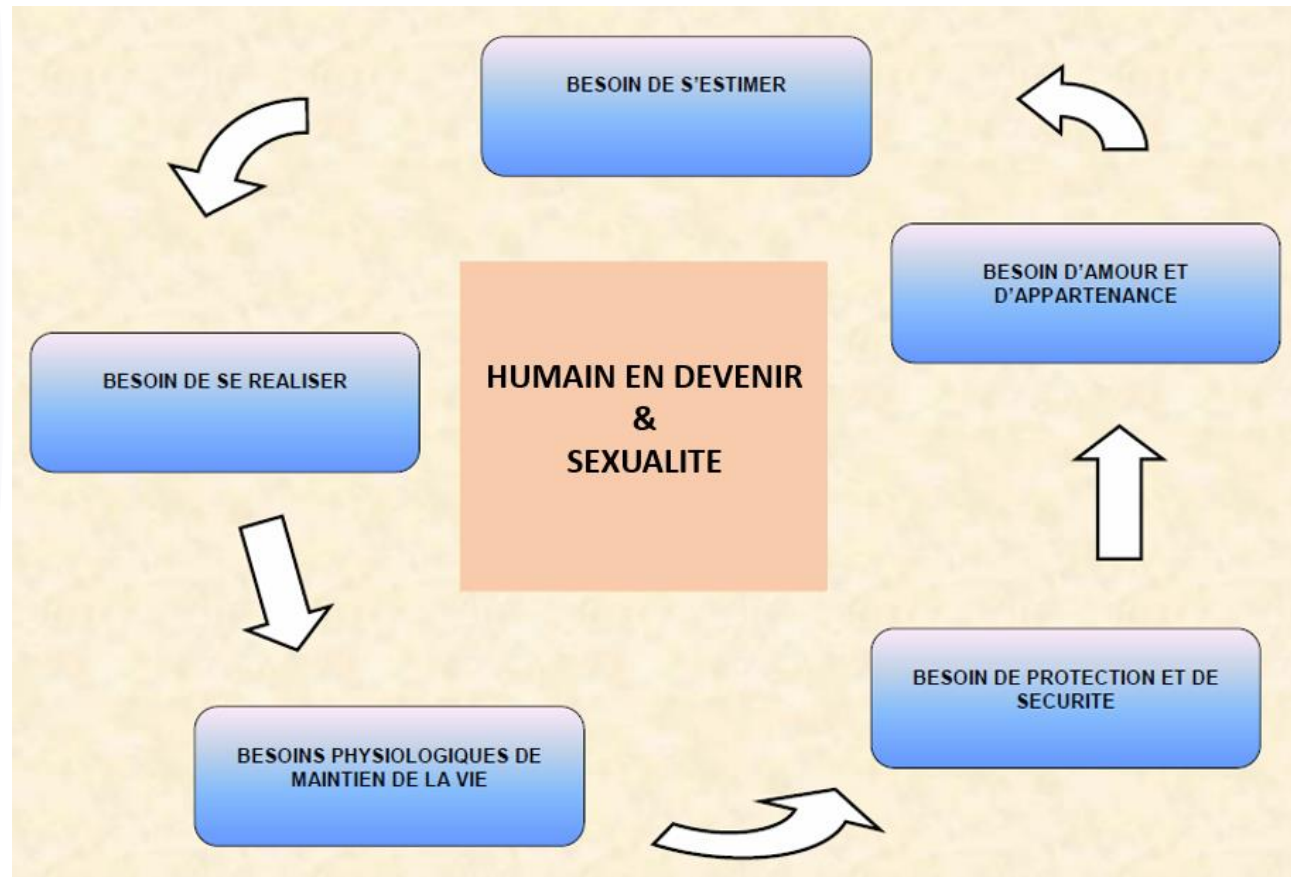 BESOIN DE S'ESTIMER
BESOIN D'AMOUR ET
D'APPARTENANCE
BESOIN DE SE REALISER
HUMAIN EN DEVENIR
&
SEXUALITE
BESOIN DE PROTECTION ET DE
SECURITE
BESOINS PHYSIOLOGIQUES DE
MAINTIEN DE LA VIE